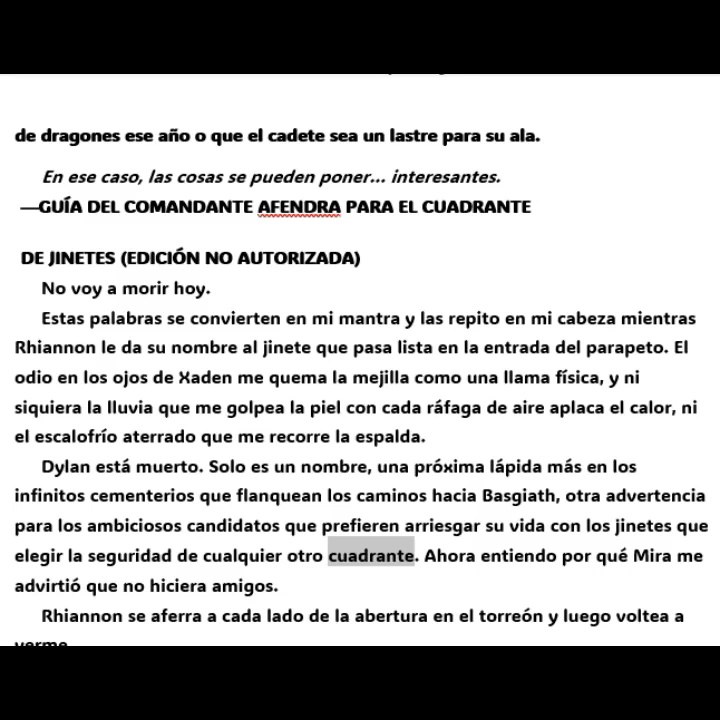 de dragones ese año o que el cadete sea un lastre para su ala.
En ese caso, las cosas se pueden poner... interesantes.
—GUÍA DEL COMANDANTE AFENDRA PARA EL CUADRANTE
DE JINETES (EDICIÓN NO AUTORIZADA)
No voy a morir hoy.
Estas palabras se convierten en mi mantra y las repito en mi cabeza mientras
Rhiannon le da su nombre al jinete que pasa lista en la entrada del parapeto. El
odio en los ojos de Xaden me quema la mejilla como una llama física, y ni
siquiera la lluvia que me golpea la piel con cada ráfaga de aire aplaca el calor, ni
el escalofrío aterrado que me recorre la espalda.
Dylan está muerto. Solo es un nombre, una próxima lápida más en los
infinitos cementerios que flanquean los caminos hacia Basgiath, otra advertencia
para los ambiciosos candidatos que prefieren arriesgar su vida con los jinetes que
elegir la seguridad de cualquier otro cuadrante. Ahora entiendo por qué Mira me
advirtió que no hiciera amigos.
Rhiannon se aferra a cada lado de la abertura en el torreón y luego voltea a
verme